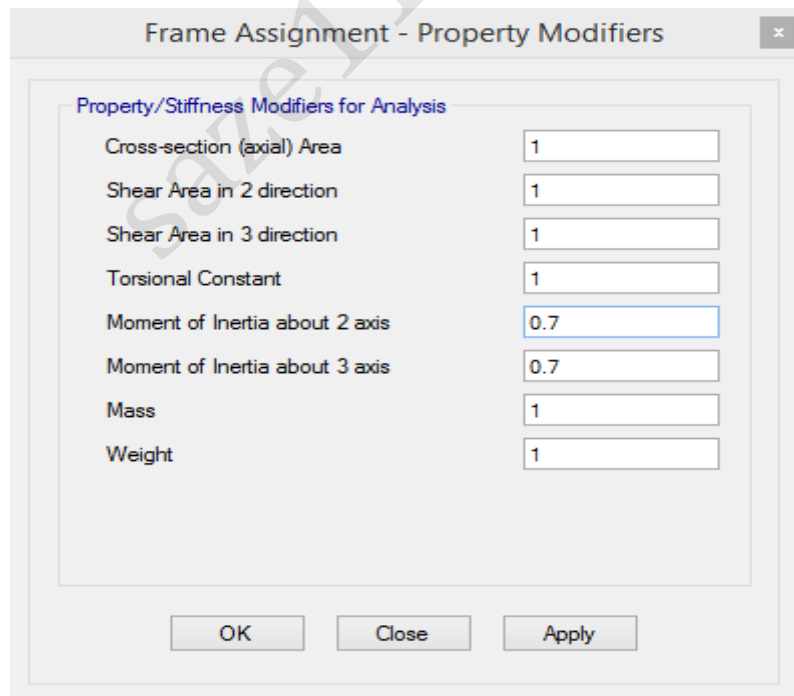 Frame Assignment - Property Modifiers
x
Property/Stiffness Modifiers for Analysis
Cross-section (axial) Area 1
Shear Area in 2 direction 1
Shear Area in 3 direction 1
Torsional Constant 1
Moment of Inertia about 2 axis 0.7
Moment of Inertia about 3 axis 0.7
Mass 1
Weight 1
OK Close Apply